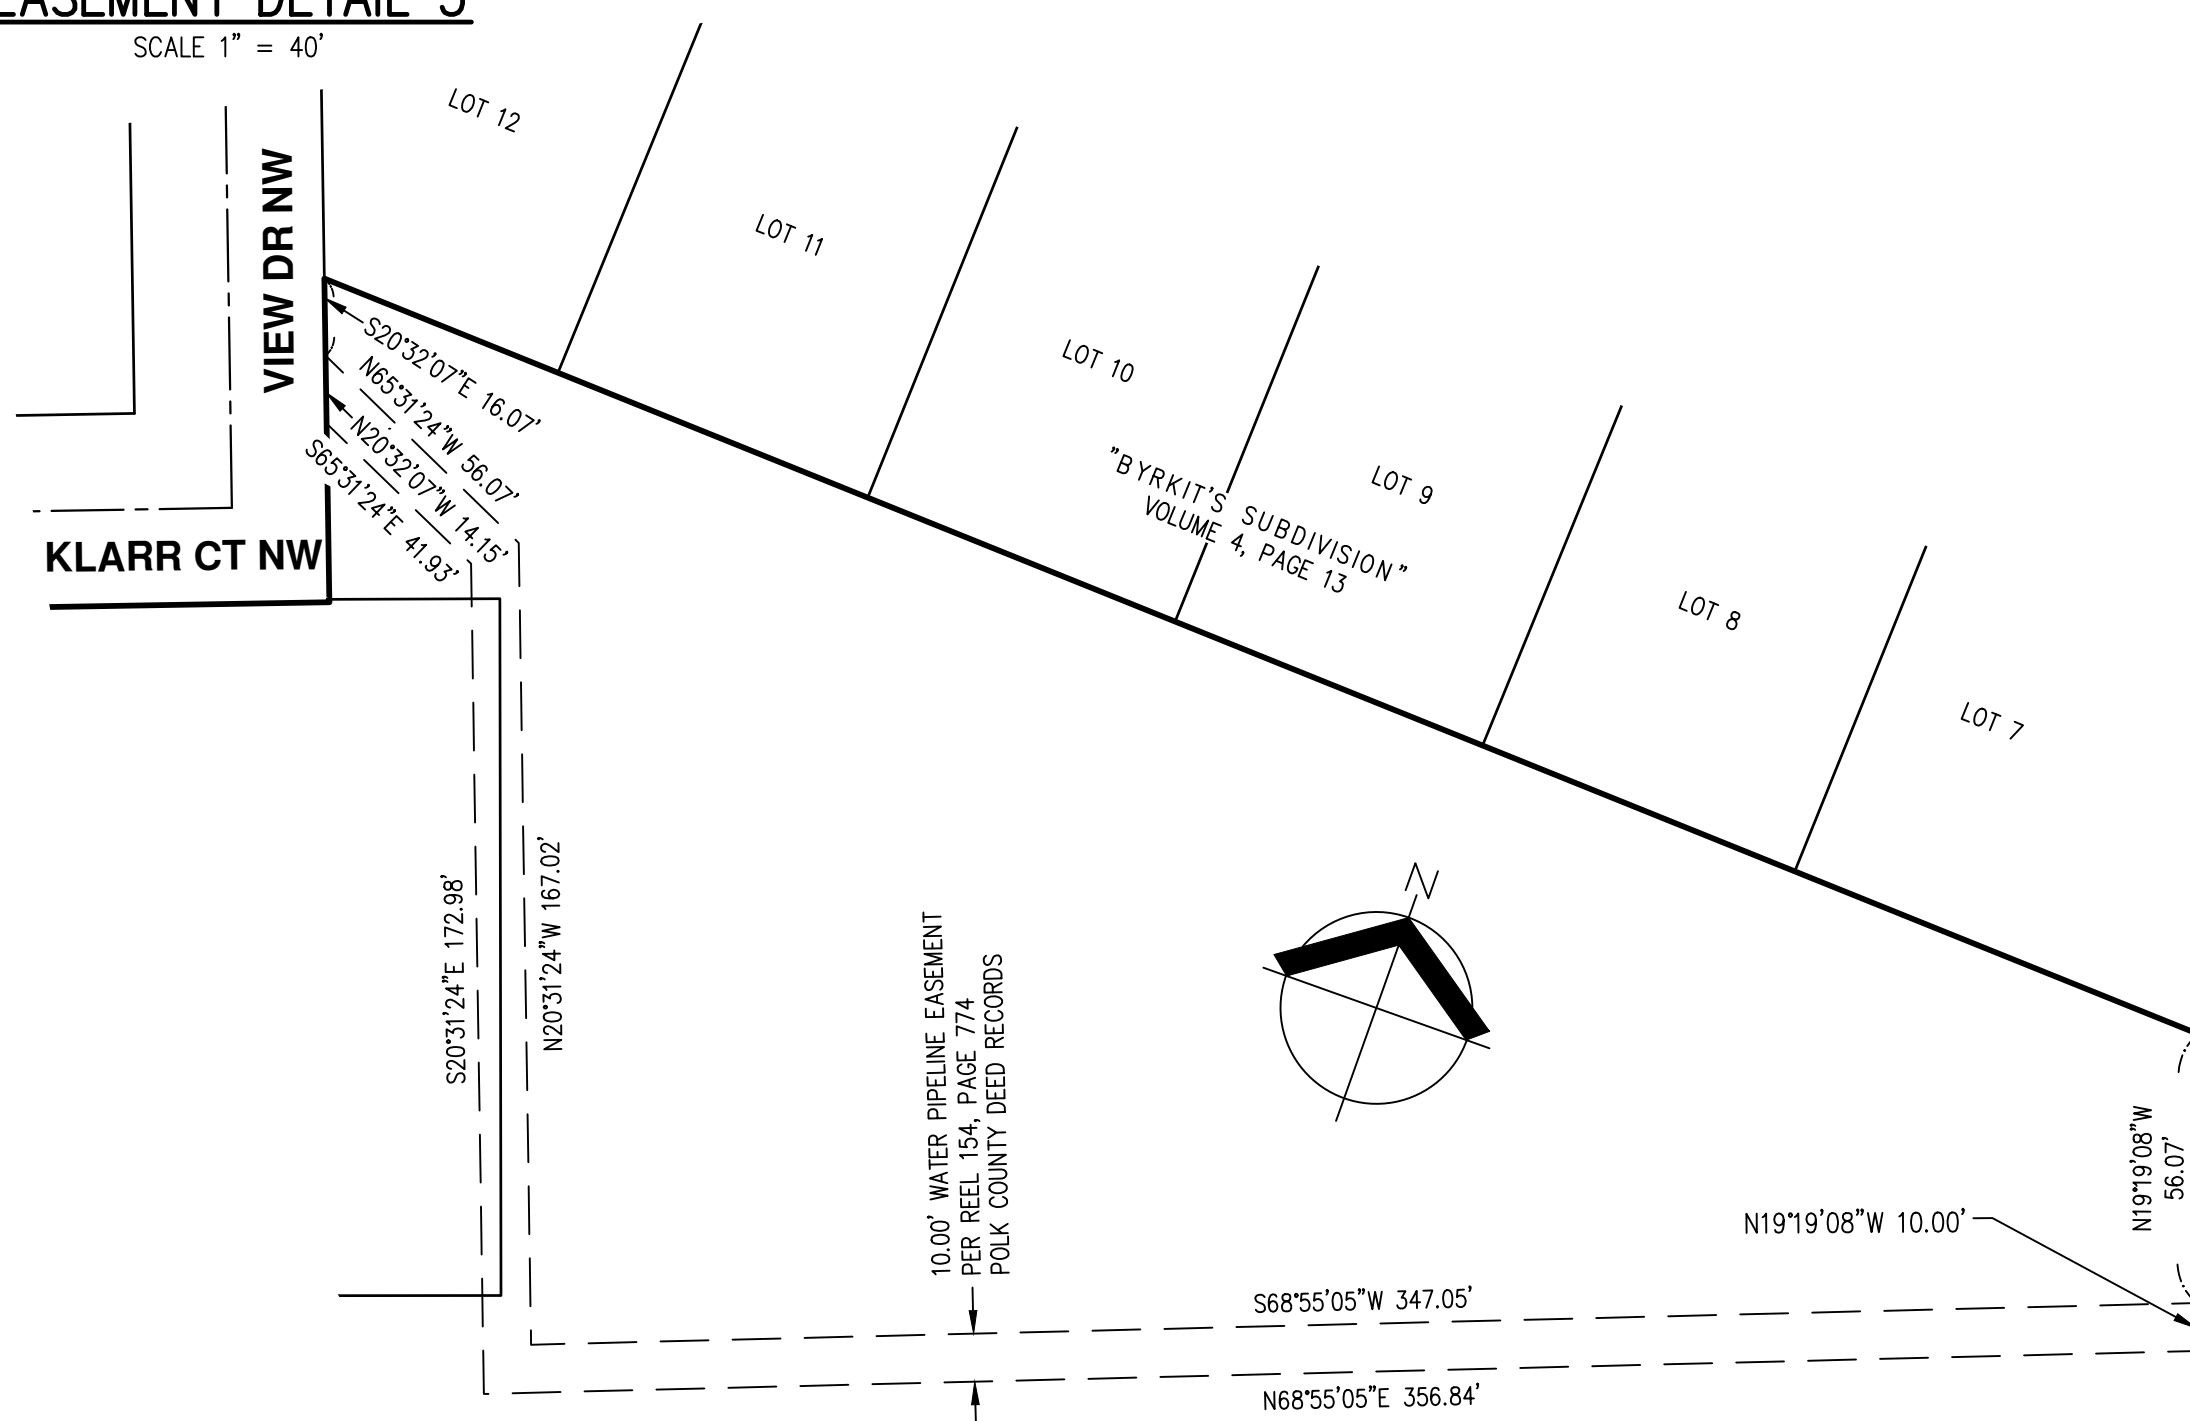 EASEMENT DETAIL 3
SCALE 1" = 40'
LOT 12
LOT 11
LOT 10
LOT 9
LOT 8
LOT 7
VIEW DR NW
KLARR CT NW
S20°32'07"E 16.07'
N65°31'24"W 56.07'
N20°32'07"W 14.15'
S65°31'24"E 41.93'
"BYRKIT'S SUBDIVISION"
VOLUME 4, PAGE 13
S20°31'24"E 172.98'
N20°31'24"W 167.02'
10.00' WATER PIPELINE EASEMENT
PER REEL 154, PAGE 774
POLK COUNTY DEED RECORDS
N
N19°19'08"W
56.07'
N19°19'08"W 10.00'
S68°55'05"W 347.05'
N68°55'05"E 356.84'